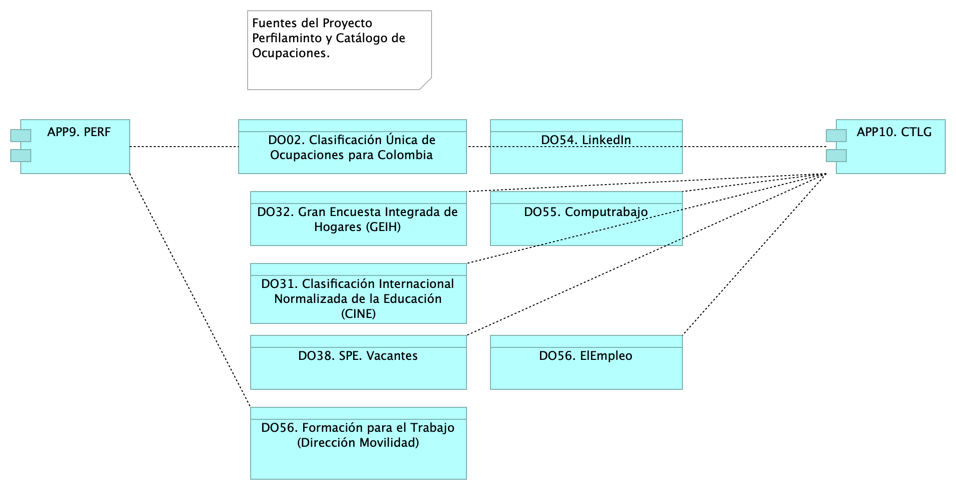 Fuentes del Proyecto
Perfilaminto y Catálogo de
Ocupaciones.
APP9. PERF
DO02. Clasificación Única de
Ocupaciones para Colombia
DO54. LinkedIn
APP10. CTLG
DO32. Gran Encuesta Integrada de
Hogares (GEIH)
DO55. Computrabajo
DO31. Clasificación Internacional
Normalizada de la Educación
(CINE)
DO38. SPE. Vacantes
DO56. ElEmpleo
DO56. Formación para el Trabajo
(Dirección Movilidad)